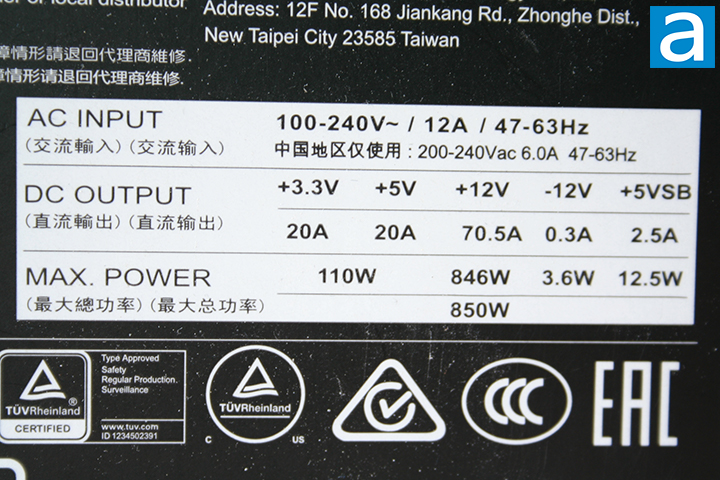 or local distributor
Address: 12F No. 168 Jiankang Rd., Zhonghe Dist.,
New Taipei City 23585 Taiwan
障情形請退回代理商維修.
障情形请退回代理商维修.
a
AC INPUT
(交流輸入) (交流输入)
100-240V~ / 12A / 47-63Hz
中国地区仅使用 : 200-240Vac 6.0A 47-63Hz
DC OUTPUT
(直流輸出) (直流输出)
+3.3V +5V +12V -12V +5VSB
20A 20A 70.5A 0.3A 2.5A
MAX. POWER
(最大總功率) (最大总功率)
110W 846W 3.6W 12.5W
850W
TÜVRheinland
CERTIFIED
Type Approved
Safety
Regular Production.
Surveillance
www.tuv.com
ID 1234502391
TÜVRheinland
C US
CCC
EAC